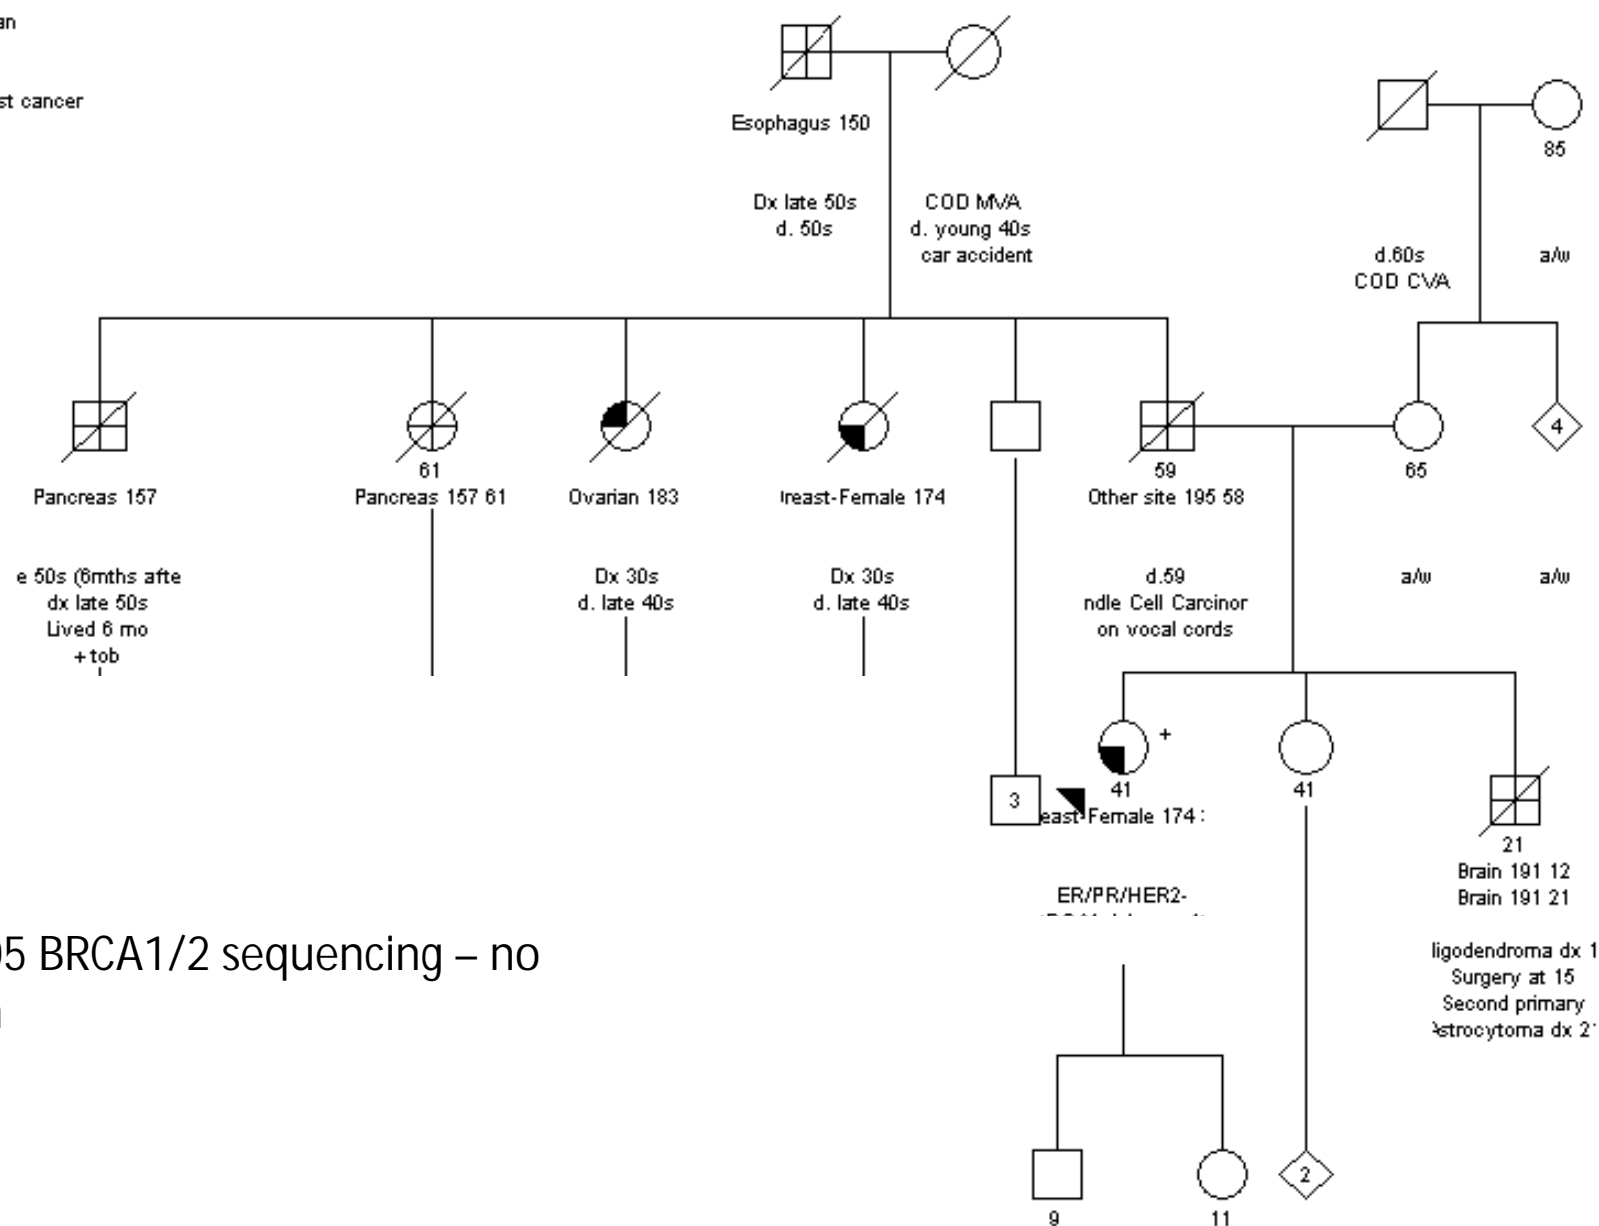 an
st cancer
Esophagus 150
Dx late 50s
d. 50s
COD MVA
d. young 40s
car accident
85
d.60s
COD CVA
a/w
Pancreas 157
e 50s (6mths afte
dx late 50s
Lived 6 mo
+ tob
61
Pancreas 157 61
Ovarian 183
Dx 30s
d. late 40s
reast-Female 174
Dx 30s
d. late 40s
59
Other site 195 58
d.59
ndle Cell Carcinor
on vocal cords
65
a/w
4
a/w
3
+
41
east-Female 174
ER/PR/HER2-
41
21
Brain 191 12
Brain 191 21
ligodendroma dx 1
Surgery at 15
Second primary
strocytoma dx 2
05 BRCA1/2 sequencing – no
9
11
2